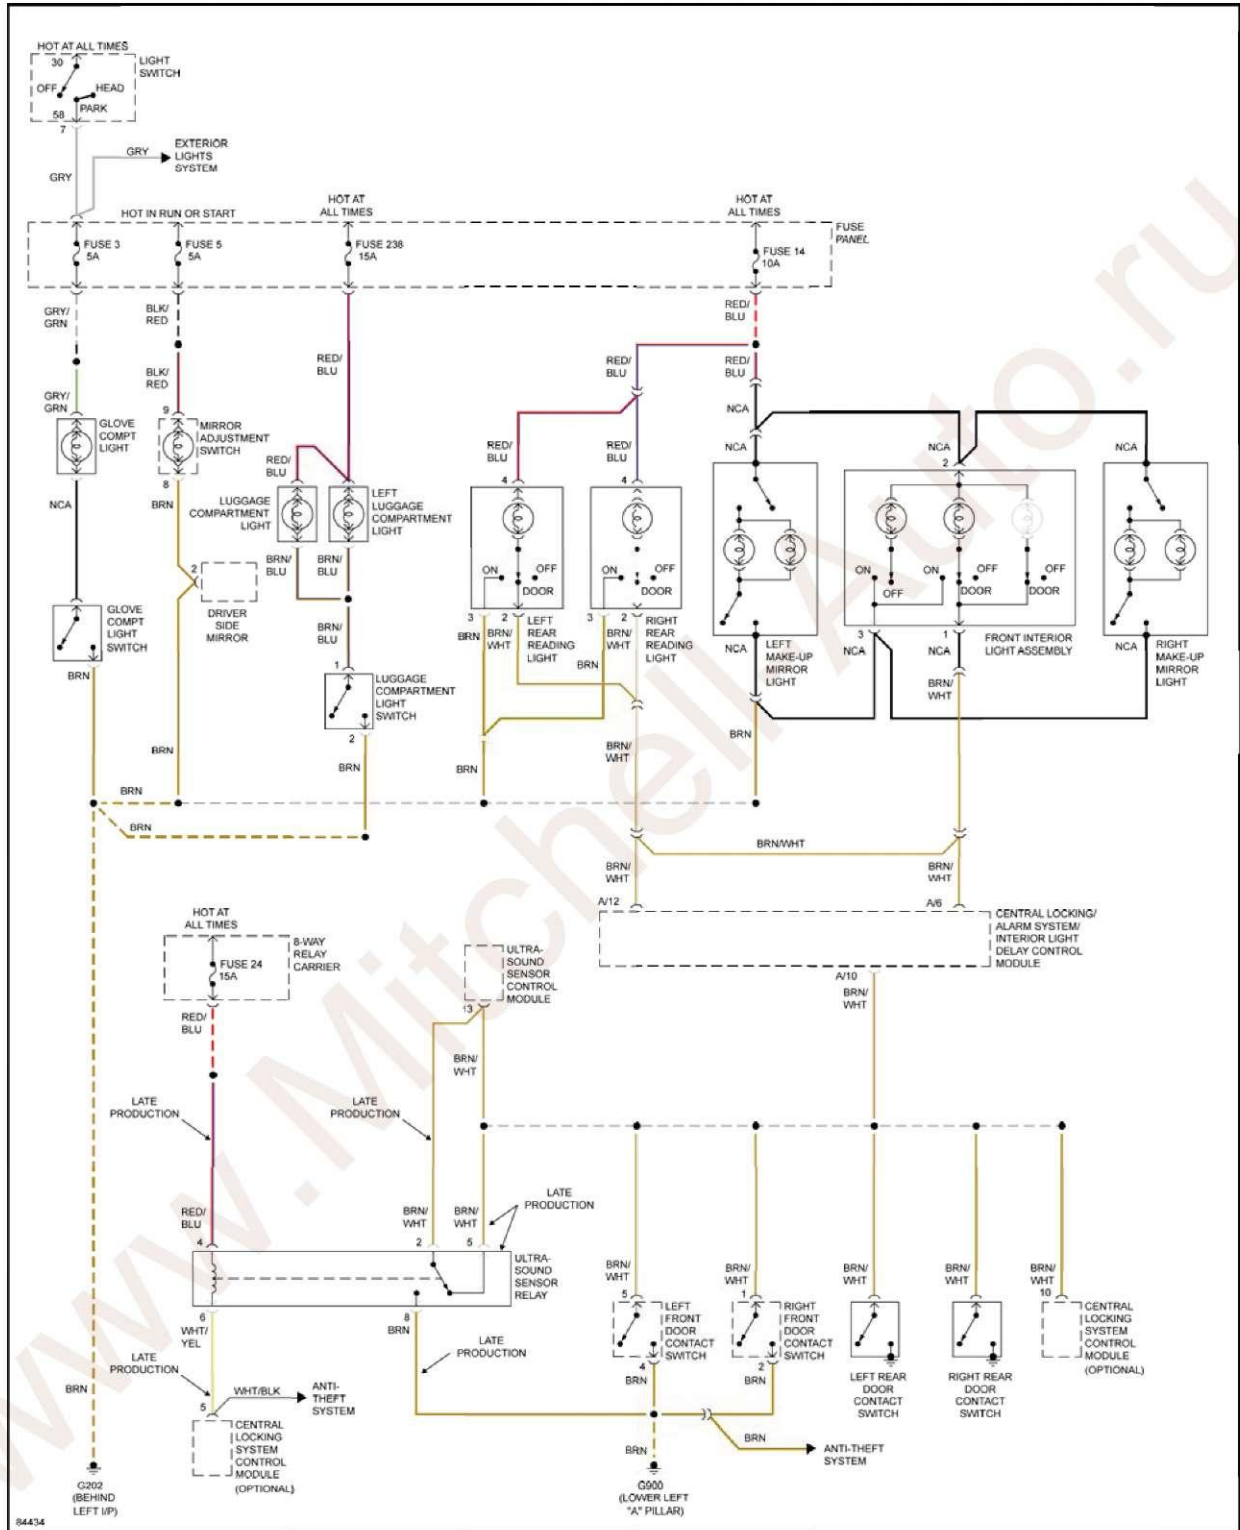 HOT AT ALL TIMES
30
LIGHT
SWITCH
OFF
HEAD
PARK
58
7
GRY
EXTERIOR
LIGHTS
SYSTEM
GRY
HOT IN RUN OR START
HOT AT
ALL TIMES
HOT AT
ALL TIMES
FUSE 3
5A
FUSE 5
5A
FUSE 238
15A
FUSE 14
10A
FUSE
PANEL
GRY/
GRN
BLK/
RED
RED/
BLU
RED/
BLU
RED/
BLU
RED/
BLU
BLK/
RED
GRY/
GRN
NCA
9
GLOVE
COMPT
LIGHT
MIRROR
ADJUSTMENT
SWITCH
RED/
BLU
RED/
BLU
RED/
BLU
NCA
NCA
2
NCA
8
NCA
BRN
LUGGAGE
COMPARTMENT
LIGHT
LEFT
LUGGAGE
COMPARTMENT
LIGHT
4
4
BRN/
BLU
BRN/
BLU
2
DRIVER
SIDE
MIRROR
ON
OFF
DOOR
ON
OFF
DOOR
ON
OFF
OFF
DOOR
OFF
DOOR
GLOVE
COMPT
LIGHT
SWITCH
BRN
BRN/
BLU
3
BRN
2
BRN/
WHT
LEFT
REAR
READING
LIGHT
3
BRN/
WHT
2
RIGHT
REAR
READING
LIGHT
BRN
NCA
LEFT
MAKE-UP
MIRROR
LIGHT
3
NCA
1
NCA
FRONT INTERIOR
LIGHT ASSEMBLY
NCA
RIGHT
MAKE-UP
MIRROR
LIGHT
1
LUGGAGE
COMPARTMENT
LIGHT
SWITCH
2
BRN/
WHT
BRN
BRN
BRN
BRN
BRN/
WHT
BRN
BRN
BRN/WHT
BRN/
WHT
BRN/
WHT
A/12
A/6
CENTRAL LOCKING/
ALARM SYSTEM/
INTERIOR LIGHT
DELAY CONTROL
MODULE
A/10
BRN/
WHT
HOT AT
ALL TIMES
FUSE 24
15A
8-WAY
RELAY
CARRIER
RED/
BLU
ULTRA-
SOUND
SENSOR
CONTROL
MODULE
13
BRN/
WHT
LATE
PRODUCTION
LATE
PRODUCTION
LATE
PRODUCTION
RED/
BLU
4
BRN/
WHT
2
BRN/
WHT
5
ULTRA-
SOUND
SENSOR
RELAY
6
8
WHT/
YEL
BRN
LATE
PRODUCTION
LATE
PRODUCTION
BRN/
WHT
5
LEFT
FRONT
DOOR
CONTACT
SWITCH
4
BRN
BRN/
WHT
1
RIGHT
FRONT
DOOR
CONTACT
SWITCH
2
BRN
BRN/
WHT
LEFT REAR
DOOR
CONTACT
SWITCH
BRN/
WHT
RIGHT REAR
DOOR
CONTACT
SWITCH
BRN/
WHT
10
CENTRAL
LOCKING
SYSTEM
CONTROL
MODULE
(OPTIONAL)
BRN
WHT/BLK
ANTI-
THEFT
SYSTEM
5
CENTRAL
LOCKING
SYSTEM
CONTROL
MODULE
(OPTIONAL)
BRN
BRN
ANTI-THEFT
SYSTEM
G202
(BEHIND
LEFT I/P)
G900
(LOWER LEFT
"A" PILLAR)
84434
www.Mitchell-Auto.ru